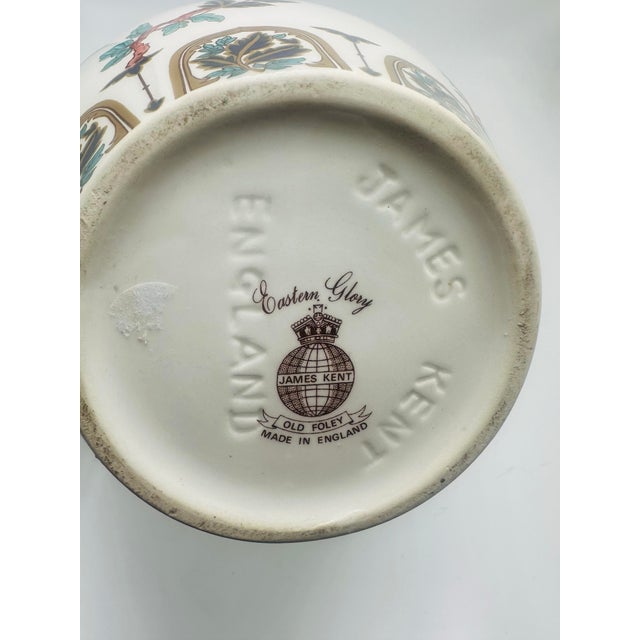 Eastern Glory
JAMES KENT
OLD FOLEY
MADE IN ENGLAND
JAMES KENT
ENGLAND